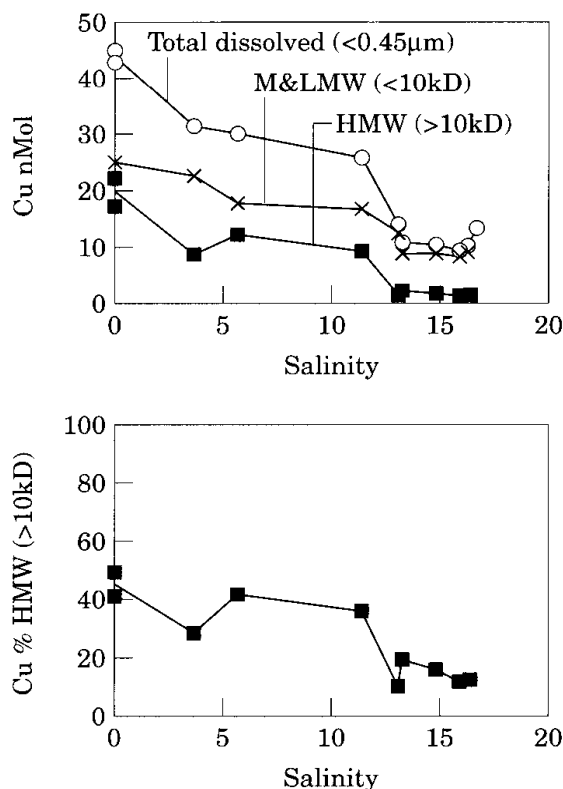 50
Total dissolved (<0.45μm)
40
M&LMW (<10kD)
30
HMW (>10kD)
20
10
0
Cu nMol
0 5 10 15 20
Salinity
100
80
60
40
20
0
Cu % HMW (>10kD)
0 5 10 15 20
Salinity